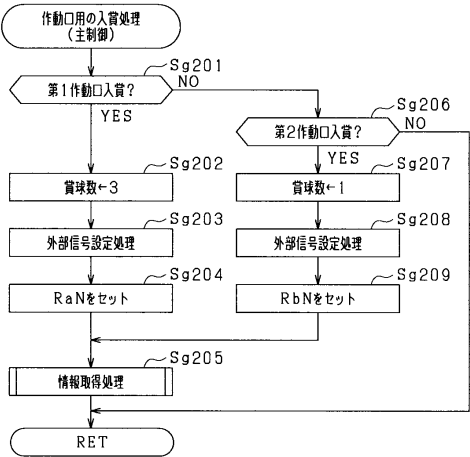 作動口用の入賞処理
(主制御)
Sg201
第1作動口入賞?
NO
YES
Sg206
第2作動口入賞?
NO
YES
Sg202
賞球数←3
Sg207
賞球数←1
Sg203
外部信号設定処理
Sg208
外部信号設定処理
Sg204
RaNをセット
Sg209
RbNをセット
Sg205
情報取得処理
RET